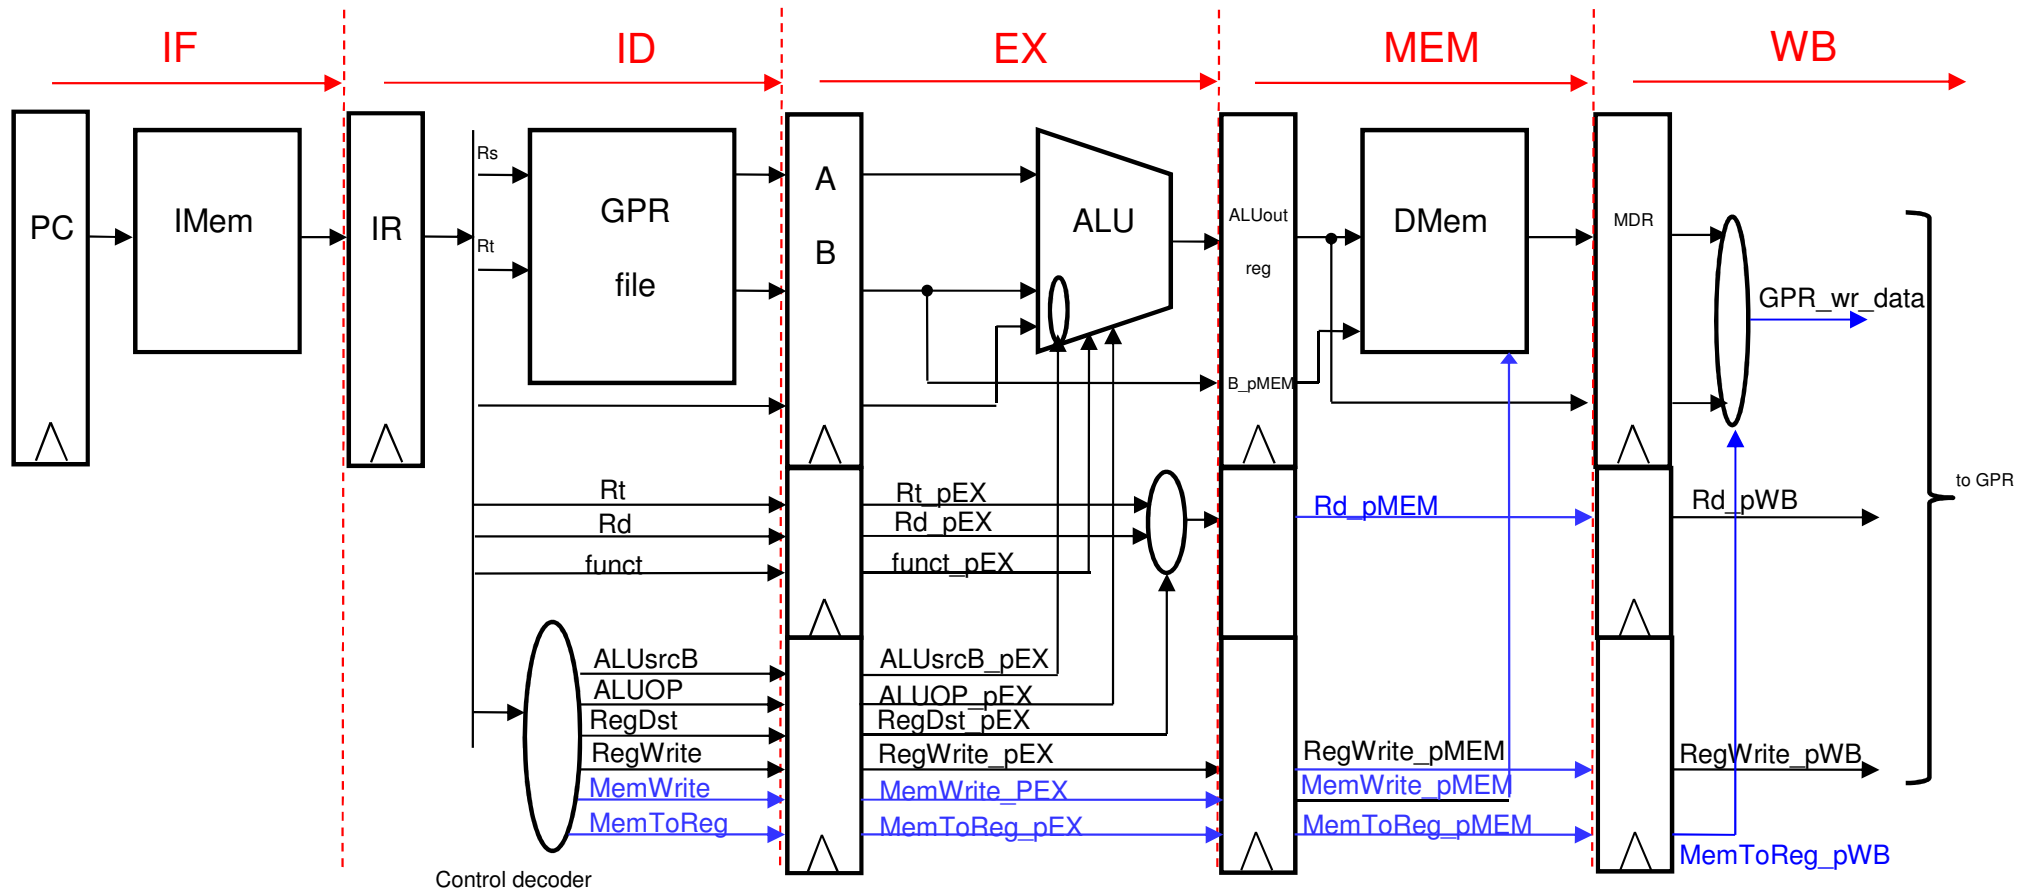 IF
ID
EX
MEM
WB
PC
IMem
IR
Rs
Rt
GPR
file
A
B
ALU
ALUout
reg
B_pMEM
DMem
MDR
GPR_wr_data
to GPR
Rt
Rd
funct
Rt_pEX
Rd_pEX
funct_pEX
Rd_pMEM
Rd_pWB
ALUsrcB
ALUOP
RegDst
RegWrite
MemWrite
MemToReg
ALUsrcB_pEX
ALUOP_pEX
RegDst_pEX
RegWrite_pEX
MemWrite_PEX
MemToReg_pEX
RegWrite_pMEM
MemWrite_pMEM
MemToReg_pMEM
RegWrite_pWB
MemToReg_pWB
Control decoder